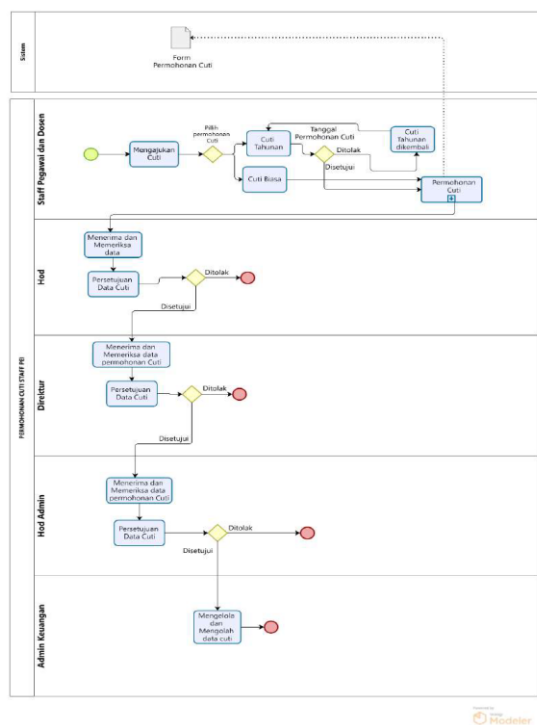 Sistem
Form
Permohonan Cuti
PERMOHONAN CUTI STAFF PEI
Staff Pegawai dan Dosen
Mengajukan
Cuti
Pilih
permohonan
Cuti
Cuti
Tahunan
Tanggal
Permohonan Cuti
Ditolak
Disetujui
Cuti
Tahunan
dikembali
Cuti Biasa
Permohonan
Cuti
Hod
Menerima dan
Memeriksa
data
Persetujuan
Data Cuti
Ditolak
Disetujui
Direktur
Menerima dan
Memeriksa data
permohonan Cuti
Persetujuan
Data Cuti
Ditolak
Disetujui
Hod Admin
Menerima dan
Memeriksa data
permohonan Cuti
Persetujuan
Data Cuti
Ditolak
Disetujui
Admin Keuangan
Mengelola
dan
Mengolah
data cuti
Modeler